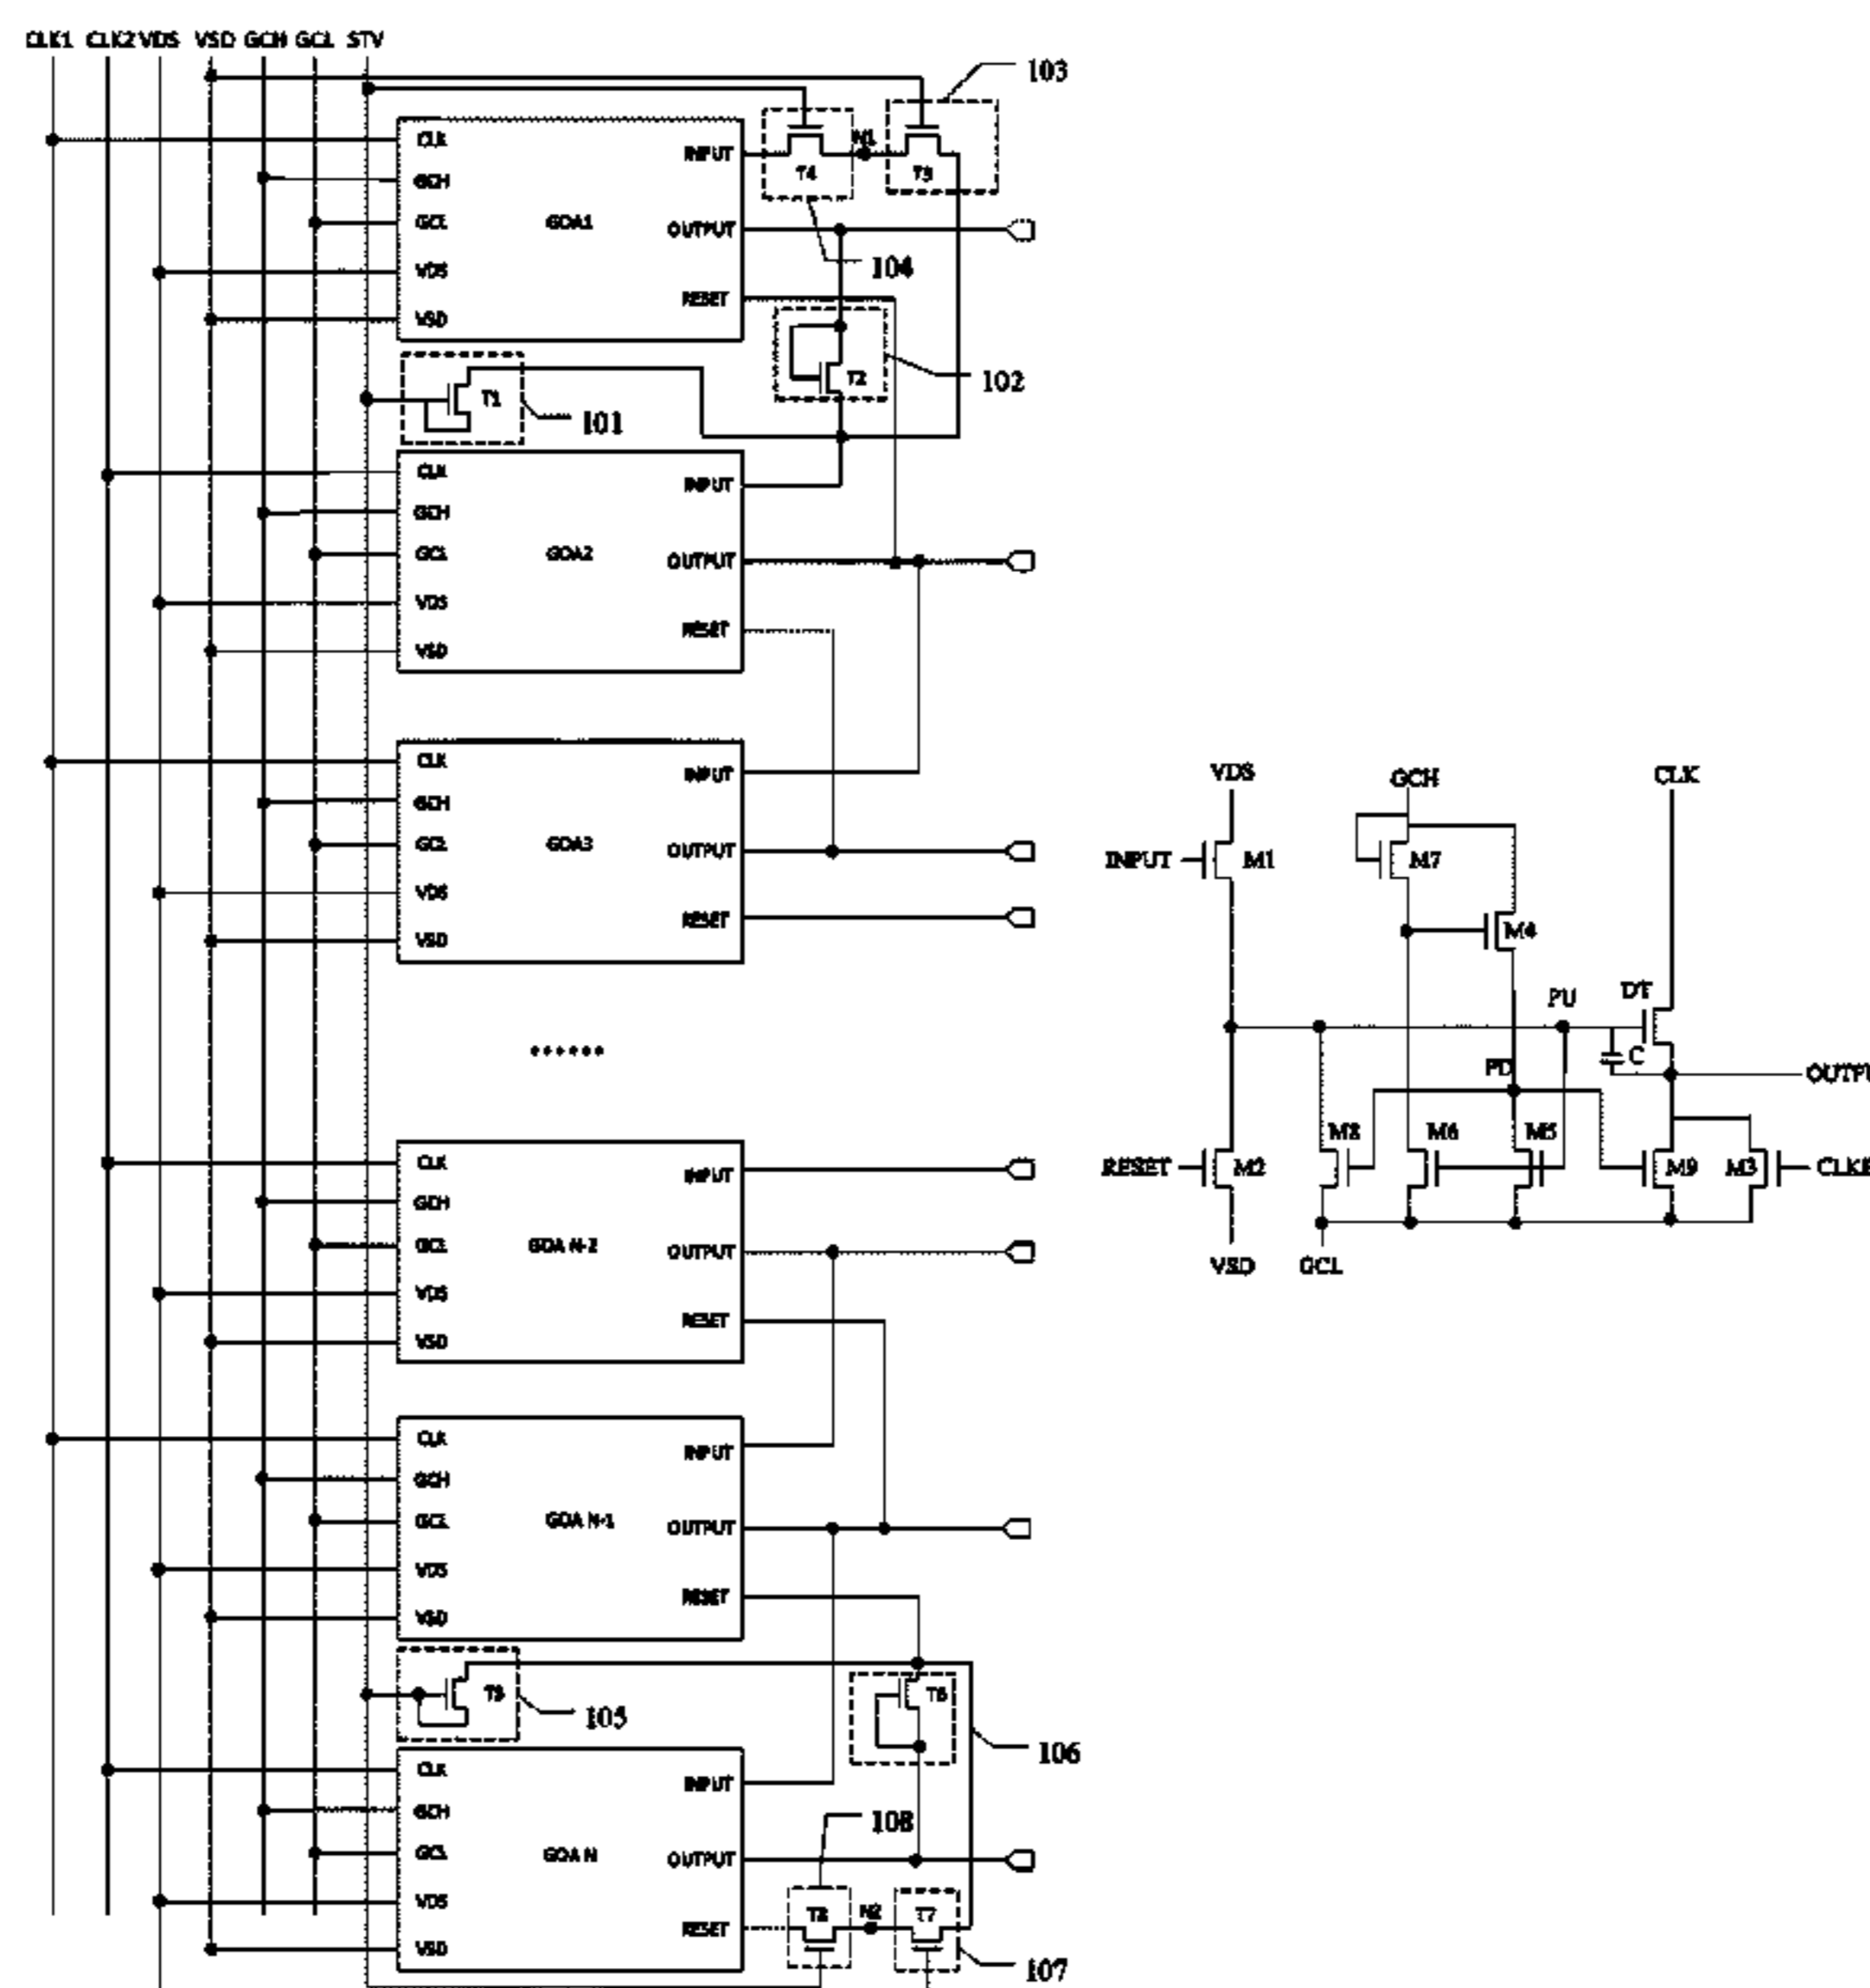 CLK1 CLK2 VDS VSD GCH GCL STV
103
CLK
GCH
GCL
VDS
VSD
GOA1
INPUT
OUTPUT
RESET
T4
N1
T3
104
T2
102
T1
101
CLK
GCH
GCL
VDS
VSD
GOA2
INPUT
OUTPUT
RESET
CLK
GCH
GCL
VDS
VSD
GOA3
INPUT
OUTPUT
RESET
......
CLK
GCH
GCL
VDS
VSD
GOA N-2
INPUT
OUTPUT
RESET
CLK
GCH
GCL
VDS
VSD
GOA N-1
INPUT
OUTPUT
RESET
105
T6
106
CLK
GCH
GCL
VDS
VSD
GOA N
INPUT
OUTPUT
RESET
108
T8
N2
T7
107
VDS
GCH
CLK
INPUT
M1
M7
M4
PU
DT
C
PD
OUTPU
M8
M6
M5
RESET
M2
M9
M3
CLKB
VSD
GCL